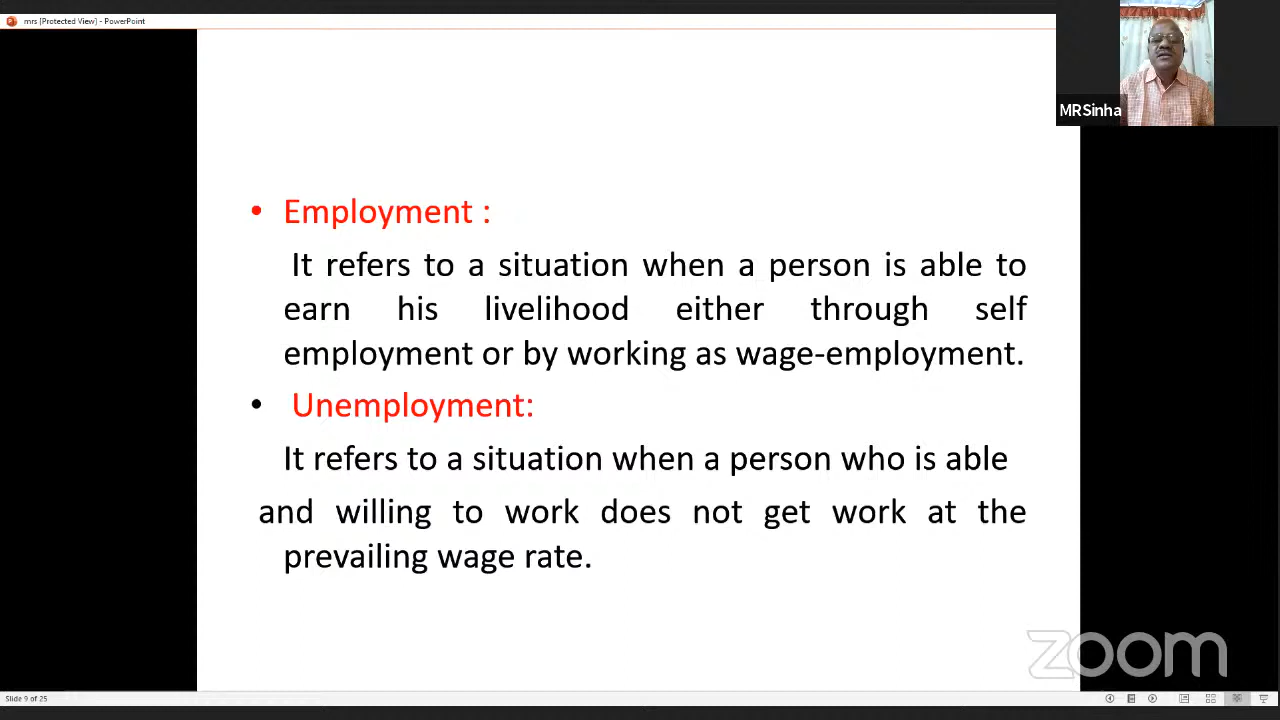 mrs [Protected View] - PowerPoint
MRSinha
• Employment :
It refers to a situation when a person is able to
earn his livelihood either through self
employment or by working as wage-employment.
• Unemployment:
It refers to a situation when a person who is able
and willing to work does not get work at the
prevailing wage rate.
zoom
Slide 9 of 25